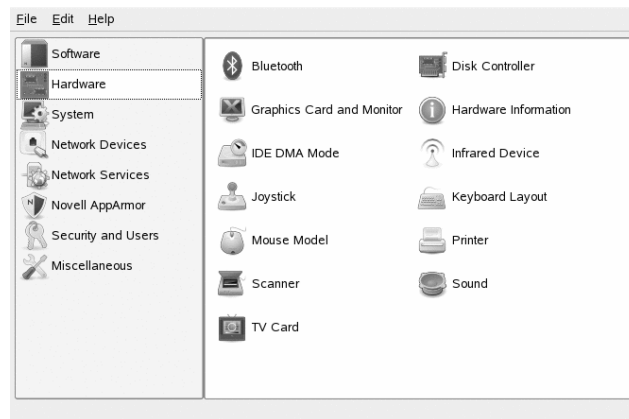 File Edit Help
Software
Hardware
System
Network Devices
Network Services
Novell AppArmor
Security and Users
Miscellaneous
Bluetooth
Disk Controller
Graphics Card and Monitor
Hardware Information
IDE DMA Mode
Infrared Device
Joystick
Keyboard Layout
Mouse Model
Printer
Scanner
Sound
TV Card